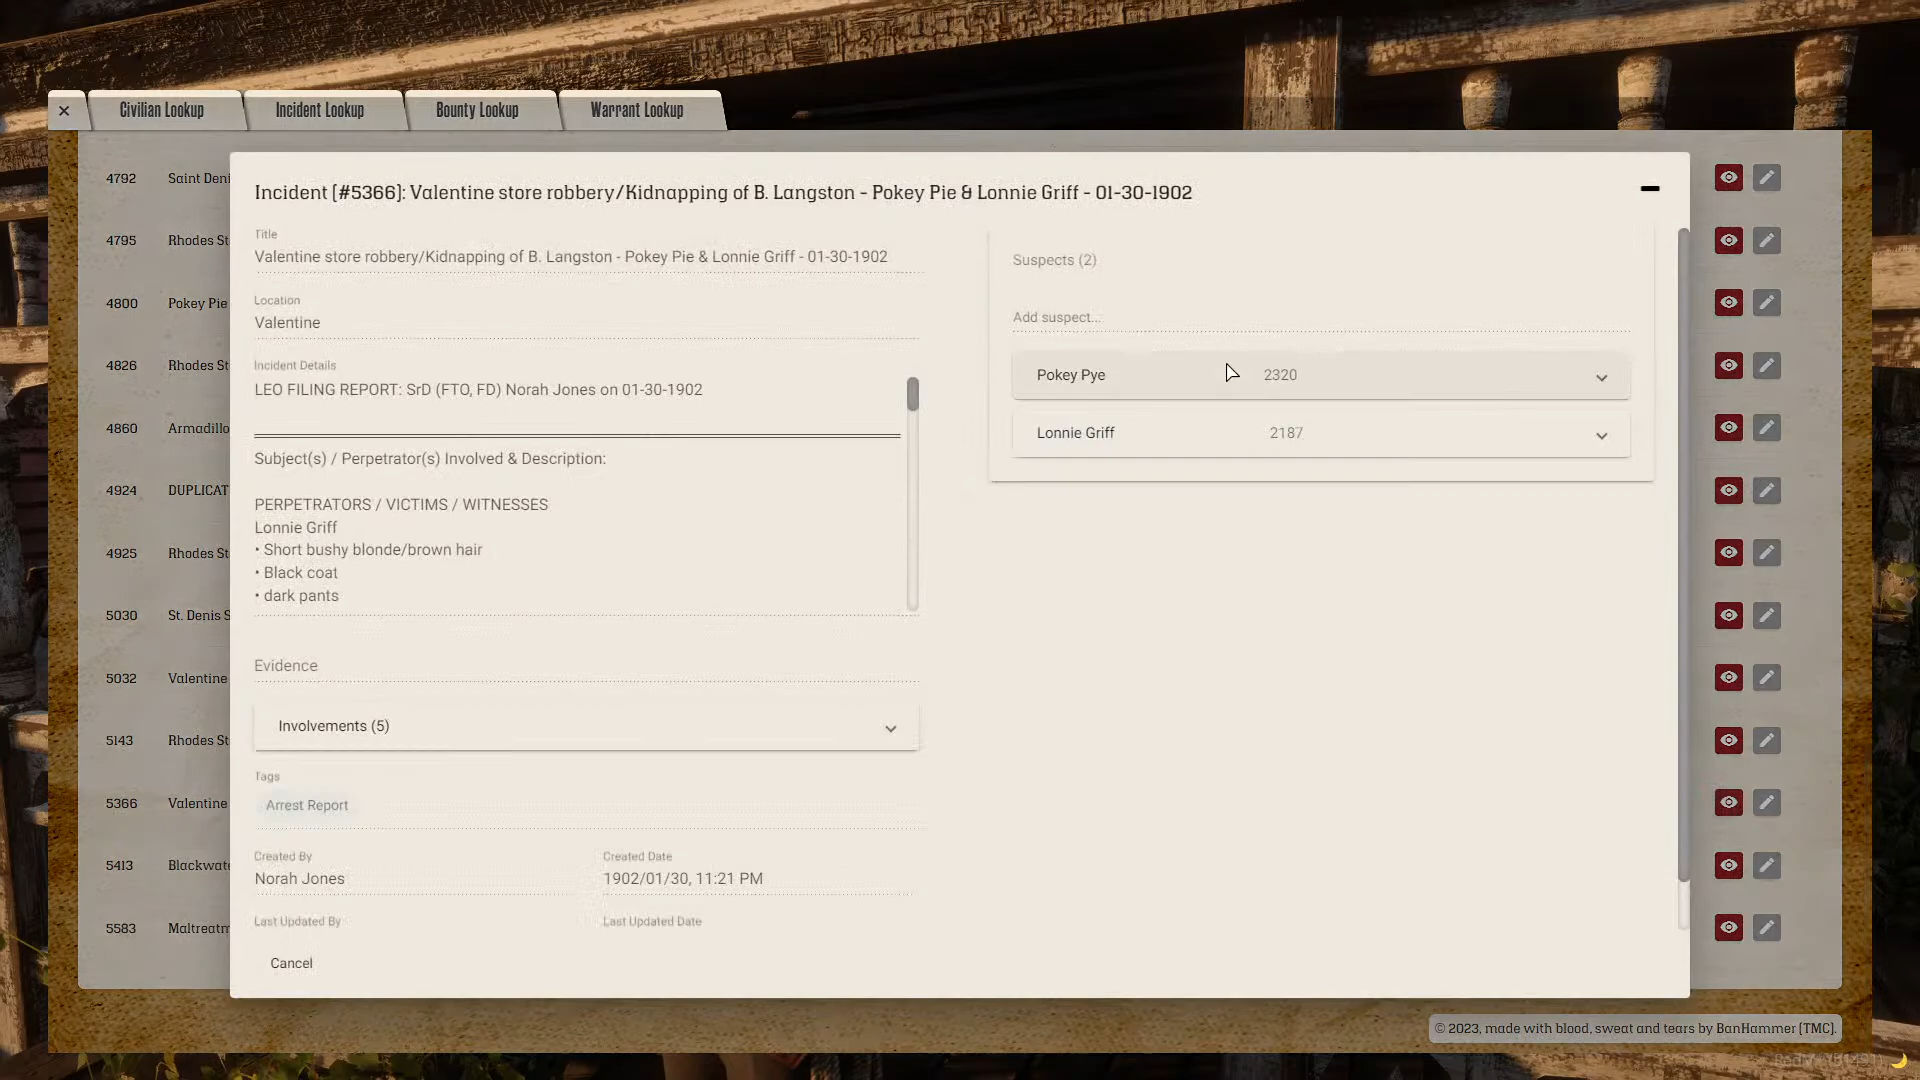 Civilian Lookup
Incident Lookup
Bounty Lookup
Warrant Lookup
4792 Saint Deni
4795 Rhodes St
4800 Pokey Pie
4826 Rhodes St
4860 Armadillo
4924 DUPLICAT
4925 Rhodes St
5030 St. Denis S
5032 Valentine
5143 Rhodes St
5366 Valentine
5413 Blackwate
5583 Maltreatm
Incident [#5366]: Valentine store robbery/Kidnapping of B. Langston - Pokey Pie & Lonnie Griff - 01-30-1902
Title
Valentine store robbery/Kidnapping of B. Langston - Pokey Pie & Lonnie Griff - 01-30-1902
Location
Valentine
Incident Details
LEO FILING REPORT: SrD (FTO, FD) Norah Jones on 01-30-1902
Subject(s) / Perpetrator(s) Involved & Description:
PERPETRATORS / VICTIMS / WITNESSES
Lonnie Griff
• Short bushy blonde/brown hair
• Black coat
• dark pants
Evidence
Involvements (5)
Tags
Arrest Report
Created By
Norah Jones
Created Date
1902/01/30, 11:21 PM
Last Updated By
Last Updated Date
Cancel
Suspects (2)
Add suspect...
Pokey Pye 2320
Lonnie Griff 2187
© 2023, made with blood, sweat and tears by BanHammer [TMC].